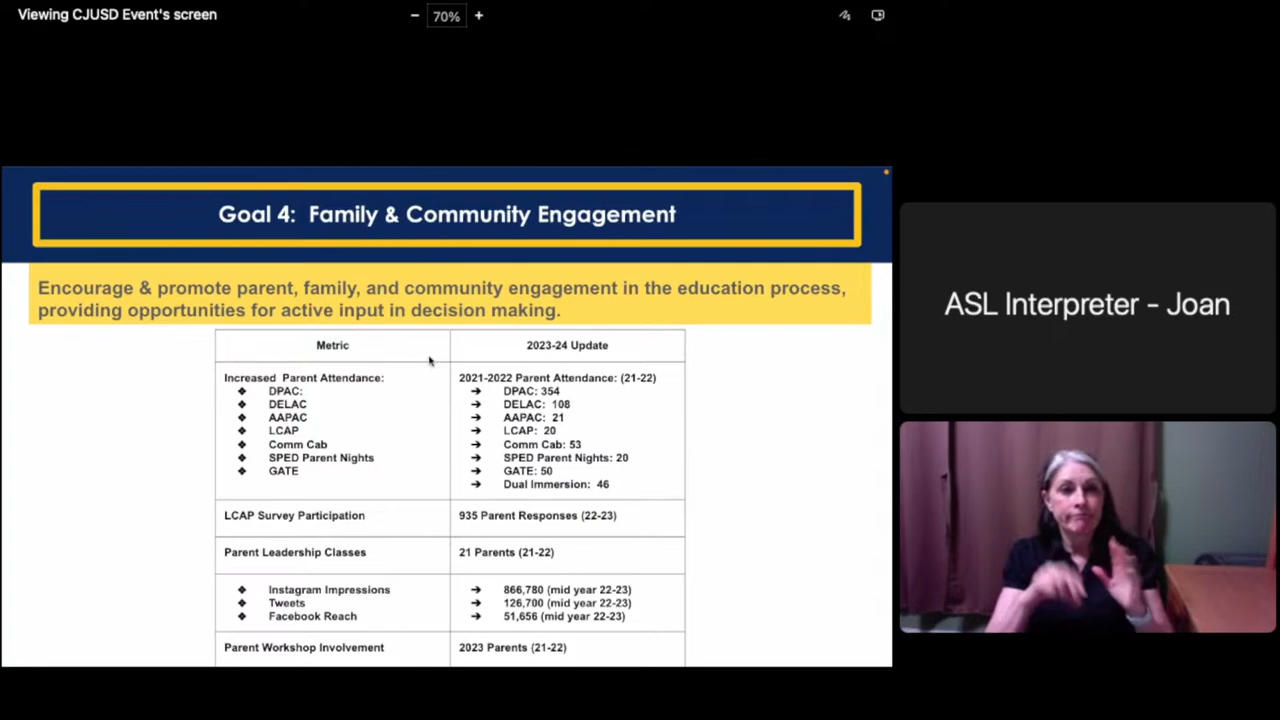 Viewing CJUSD Event's screen
− 70% +
Goal 4: Family & Community Engagement
Encourage & promote parent, family, and community engagement in the education process,
providing opportunities for active input in decision making.
Metric
2023-24 Update
Increased Parent Attendance:
❖ DPAC:
❖ DELAC
❖ AAPAC
❖ LCAP
❖ Comm Cab
❖ SPED Parent Nights
❖ GATE
2021-2022 Parent Attendance: (21-22)
➔ DPAC: 354
➔ DELAC: 108
➔ AAPAC: 21
➔ LCAP: 20
➔ Comm Cab: 53
➔ SPED Parent Nights: 20
➔ GATE: 50
➔ Dual Immersion: 46
LCAP Survey Participation
935 Parent Responses (22-23)
Parent Leadership Classes
21 Parents (21-22)
❖ Instagram Impressions
❖ Tweets
❖ Facebook Reach
➔ 866,780 (mid year 22-23)
➔ 126,700 (mid year 22-23)
➔ 51,656 (mid year 22-23)
Parent Workshop Involvement
2023 Parents (21-22)
ASL Interpreter - Joan